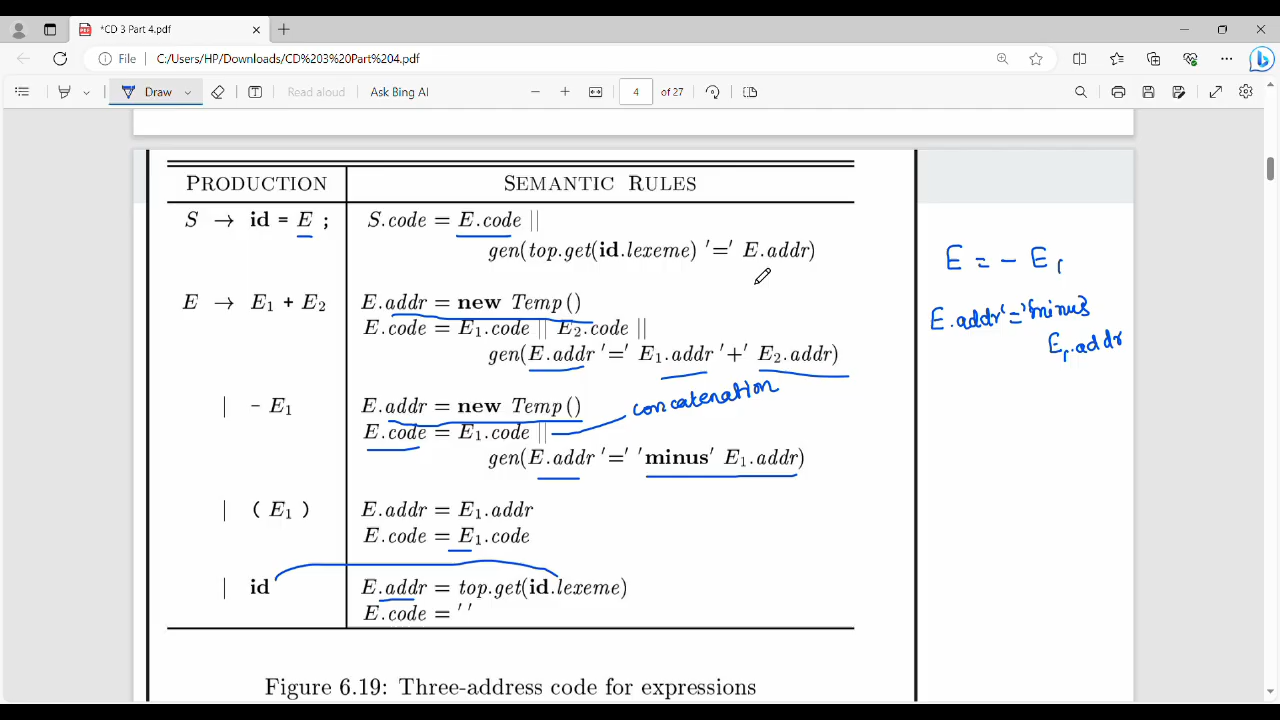 *CD 3 Part 4.pdf
File C:/Users/HP/Downloads/CD%203%20Part%204.pdf
Draw Read aloud Ask Bing AI 4 of 27
PRODUCTION SEMANTIC RULES
S → id = E ; S.code = E.code ||
gen(top.get(id.lexeme) '=' E.addr)
E → E1 + E2 E.addr = new Temp()
E.code = E1.code || E2.code ||
gen(E.addr '=' E1.addr '+' E2.addr)
| - E1 E.addr = new Temp()
E.code = E1.code ||
gen(E.addr '=' 'minus' E1.addr)
| ( E1 ) E.addr = E1.addr
E.code = E1.code
| id E.addr = top.get(id.lexeme)
E.code = ' '
Figure 6.19: Three-address code for expressions
concatenation
E = - E1
E.addr '=' 'minus'
E1.addr